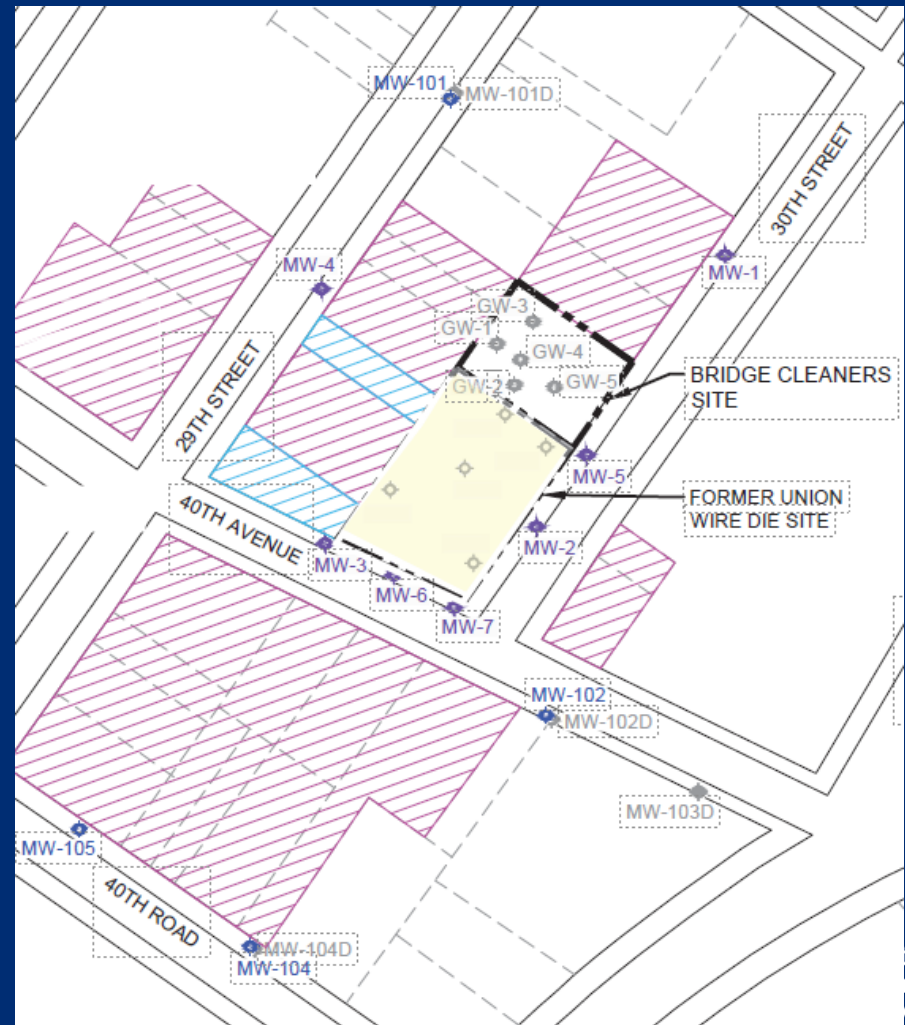 MW-101
MW-101D
30TH STREET
MW-4
MW-1
GW-3
GW-1
GW-4
GW-2
GW-5
BRIDGE CLEANERS
SITE
29TH STREET
MW-5
FORMER UNION
WIRE DIE SITE
40TH AVENUE
MW-2
MW-3
MW-6
MW-7
MW-102
MW-102D
MW-103D
MW-105
40TH ROAD
MW-104D
MW-104